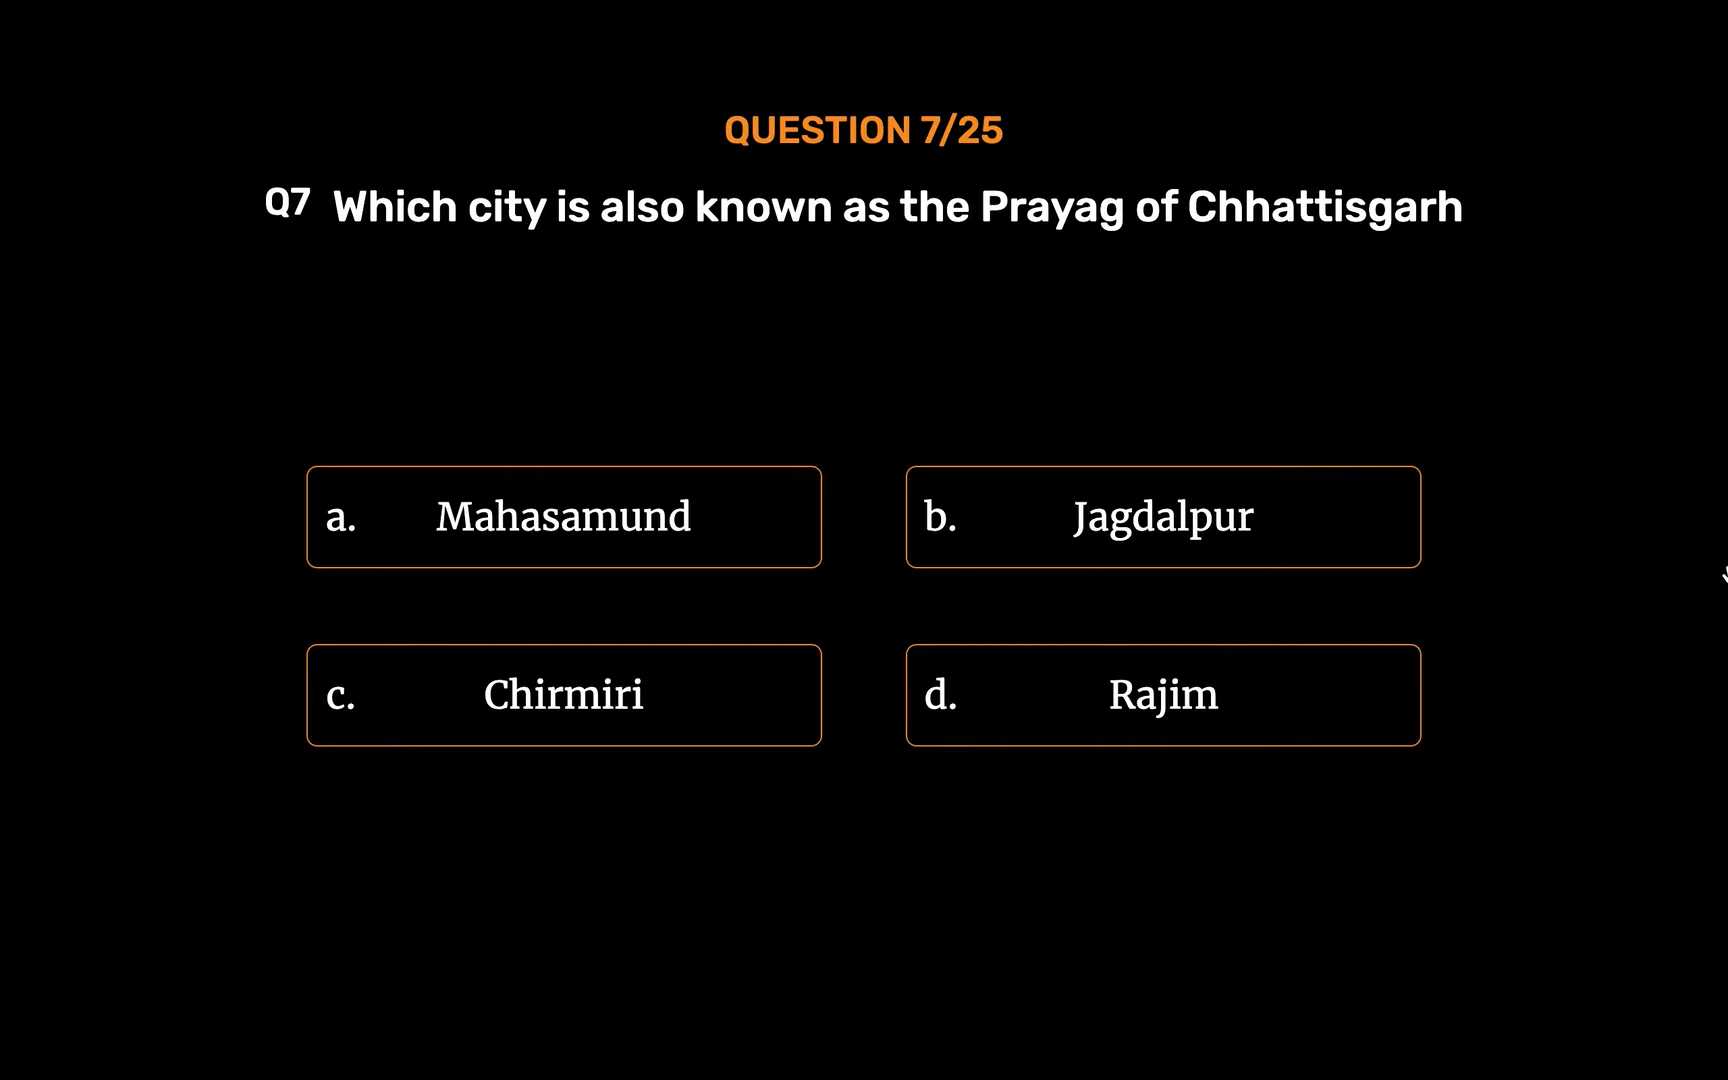 QUESTION 7/25
Q7 Which city is also known as the Prayag of Chhattisgarh
a. Mahasamund
b. Jagdalpur
c. Chirmiri
d. Rajim